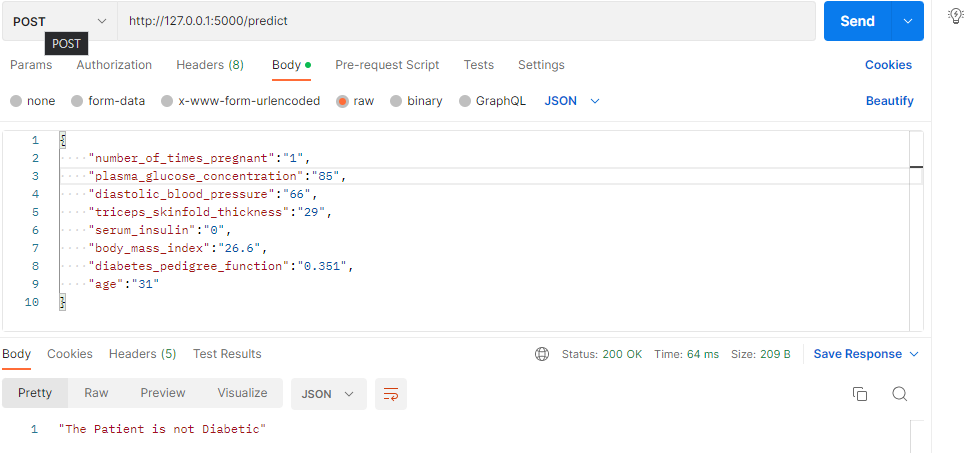 POST http://127.0.0.1:5000/predict Send
POST
Params Authorization Headers (8) Body Pre-request Script Tests Settings Cookies
none form-data x-www-form-urlencoded raw binary GraphQL JSON Beautify
1 {
2 "number_of_times_pregnant":"1",
3 "plasma_glucose_concentration":"85",
4 "diastolic_blood_pressure":"66",
5 "triceps_skinfold_thickness":"29",
6 "serum_insulin":"0",
7 "body_mass_index":"26.6",
8 "diabetes_pedigree_function":"0.351",
9 "age":"31"
10 }
Body Cookies Headers (5) Test Results Status: 200 OK Time: 64 ms Size: 209 B Save Response
Pretty Raw Preview Visualize JSON
1 "The Patient is not Diabetic"